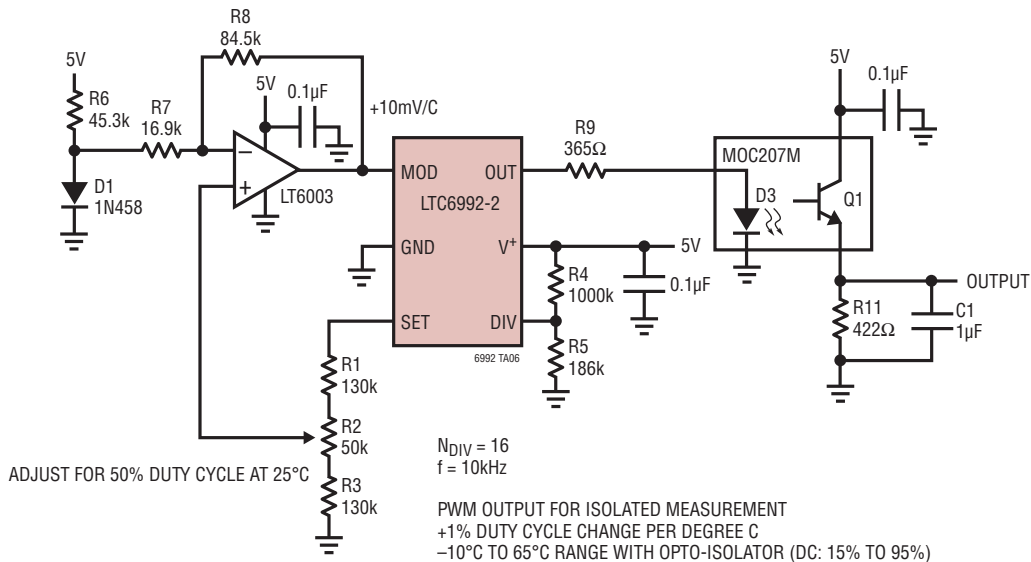 R8
84.5k
5V
R6
45.3k
R7
16.9k
5V
0.1µF
+10mV/C
–
+
LT6003
D1
1N458
MOD
OUT
LTC6992-2
GND
V+
SET
DIV
6992 TA06
R9
365Ω
5V
0.1µF
MOC207M
D3
Q1
5V
R4
1000k
0.1µF
R5
186k
OUTPUT
R11
422Ω
C1
1µF
R1
130k
R2
50k
R3
130k
ADJUST FOR 50% DUTY CYCLE AT 25°C
NDIV = 16
f = 10kHz
PWM OUTPUT FOR ISOLATED MEASUREMENT
+1% DUTY CYCLE CHANGE PER DEGREE C
–10°C TO 65°C RANGE WITH OPTO-ISOLATOR (DC: 15% TO 95%)